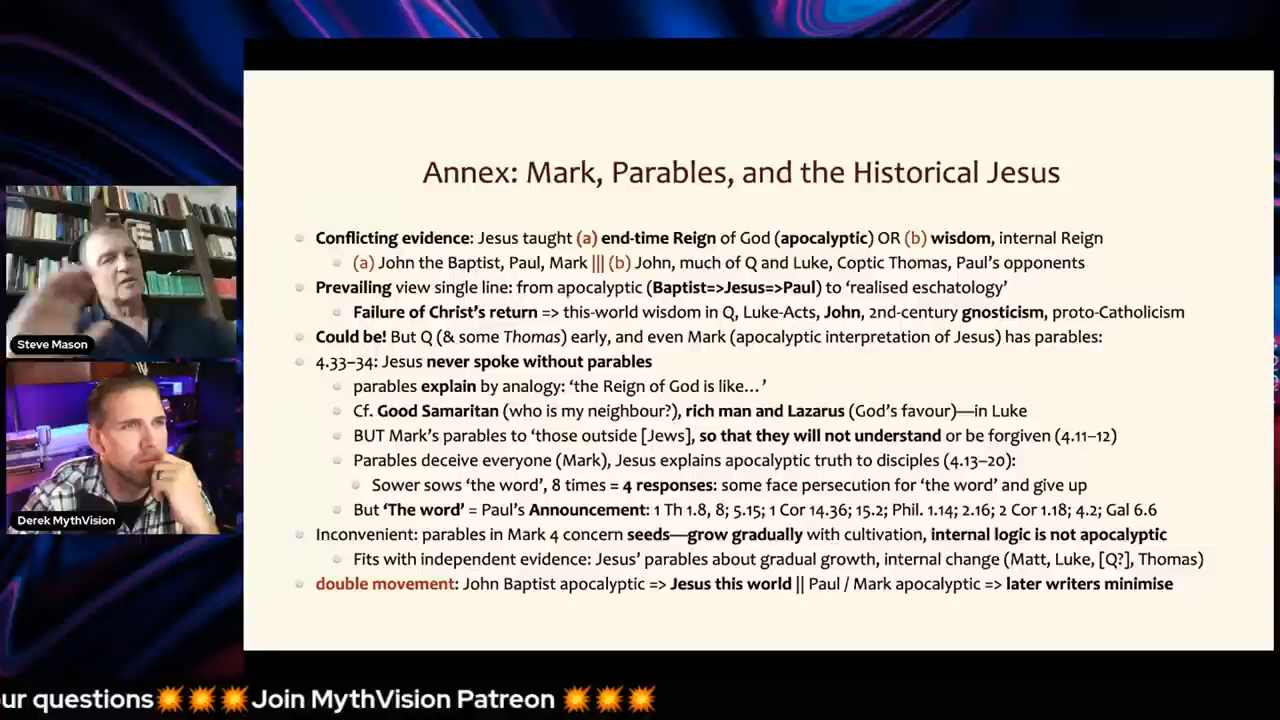 Annex: Mark, Parables, and the Historical Jesus
Conflicting evidence: Jesus taught (a) end-time Reign of God (apocalyptic) OR (b) wisdom, internal Reign
(a) John the Baptist, Paul, Mark ||| (b) John, much of Q and Luke, Coptic Thomas, Paul's opponents
Prevailing view single line: from apocalyptic (Baptist=>Jesus=>Paul) to 'realised eschatology'
Failure of Christ's return => this-world wisdom in Q, Luke-Acts, John, 2nd-century gnosticism, proto-Catholicism
Could be! But Q (& some Thomas) early, and even Mark (apocalyptic interpretation of Jesus) has parables:
4.33–34: Jesus never spoke without parables
parables explain by analogy: 'the Reign of God is like…'
Cf. Good Samaritan (who is my neighbour?), rich man and Lazarus (God's favour)—in Luke
BUT Mark's parables to 'those outside [Jews], so that they will not understand or be forgiven (4.11–12)
Parables deceive everyone (Mark), Jesus explains apocalyptic truth to disciples (4.13–20):
Sower sows 'the word', 8 times = 4 responses: some face persecution for 'the word' and give up
But 'The word' = Paul's Announcement: 1 Th 1.8, 8; 5.15; 1 Cor 14.36; 15.2; Phil. 1.14; 2.16; 2 Cor 1.18; 4.2; Gal 6.6
Inconvenient: parables in Mark 4 concern seeds—grow gradually with cultivation, internal logic is not apocalyptic
Fits with independent evidence: Jesus' parables about gradual growth, internal change (Matt, Luke, [Q?], Thomas)
double movement: John Baptist apocalyptic => Jesus this world || Paul / Mark apocalyptic => later writers minimise
Steve Mason
Derek MythVision
ur questions💥💥💥Join MythVision Patreon 💥💥💥